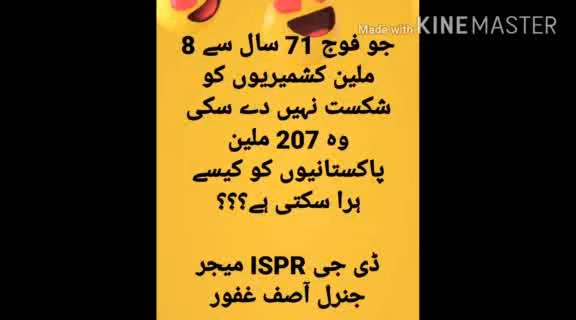 Made with KINEMASTER
جو فوج 71 سال سے 8
ملین کشمیریوں کو
شکست نہیں دے سکی
وہ 207 ملین
پاکستانیوں کو کیسے
ہرا سکتی ہے؟؟؟
ڈی جی ISPR میجر
جنرل آصف غفور